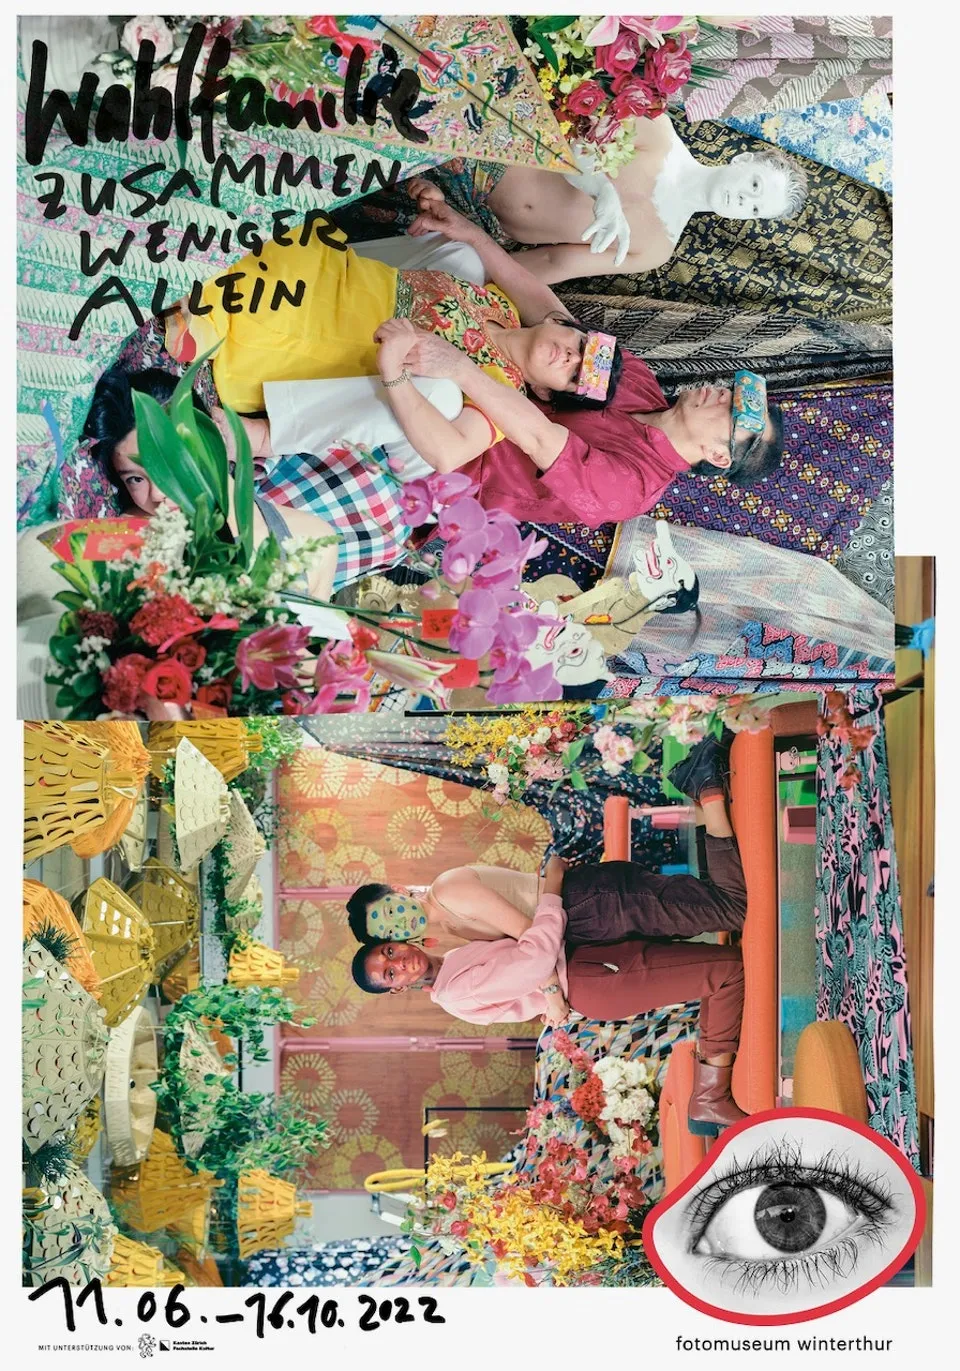 Wahlfamilie
ZUSAMMEN
WENiGER
ALLEiN
11.06.–16.10.2022
MIT UNTERSTÜTZUNG VON:
Kanton Zürich
Fachstelle Kultur
fotomuseum winterthur